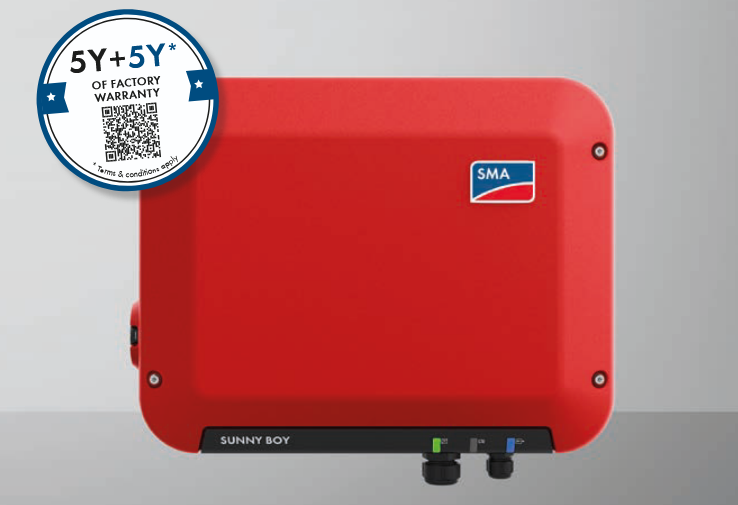 5Y+5Y*
OF FACTORY
WARRANTY
* Terms & conditions apply
SMA
SUNNY BOY